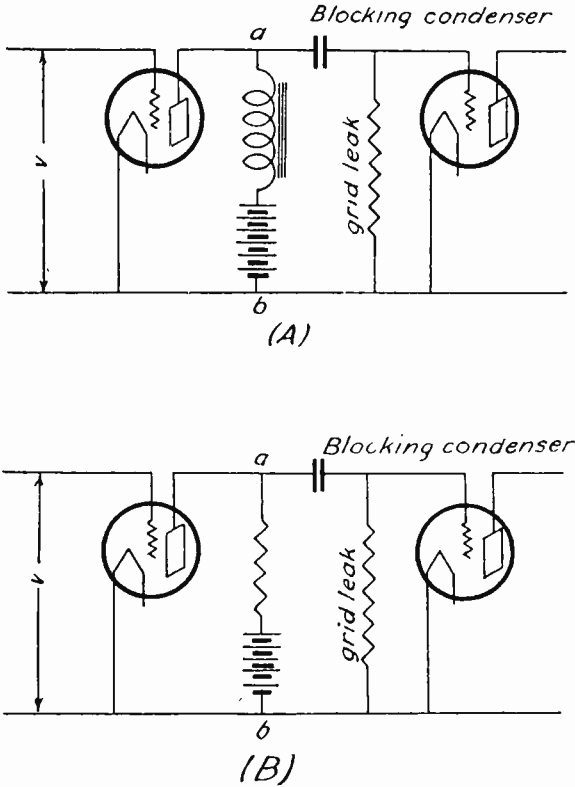 Blocking condenser
a
v
grid leak
b
(A)
Blocking condenser
a
v
grid leak
b
(B)